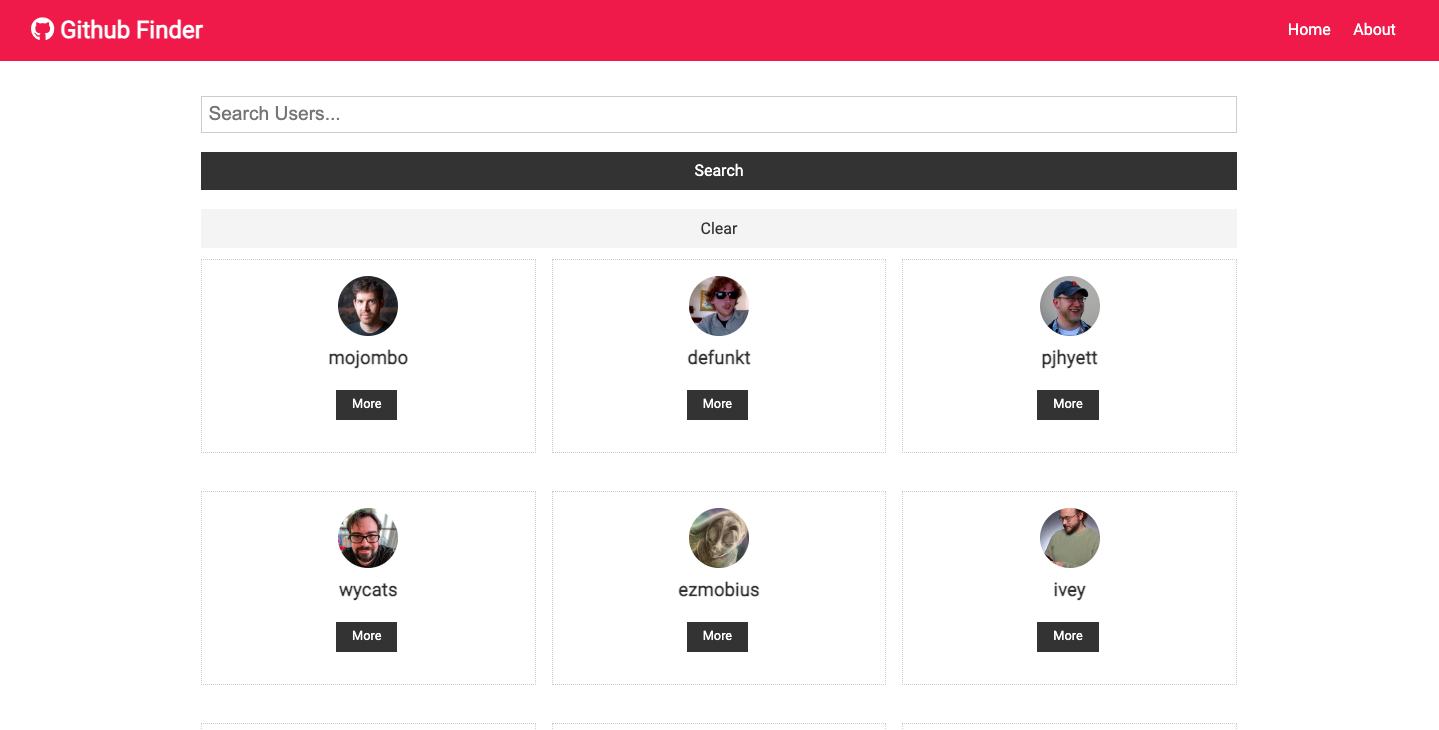 Github Finder
Home About
Search Users...
Search
Clear
mojombo defunkt pjhyett
More More More
wycats ezmobius ivey
More More More